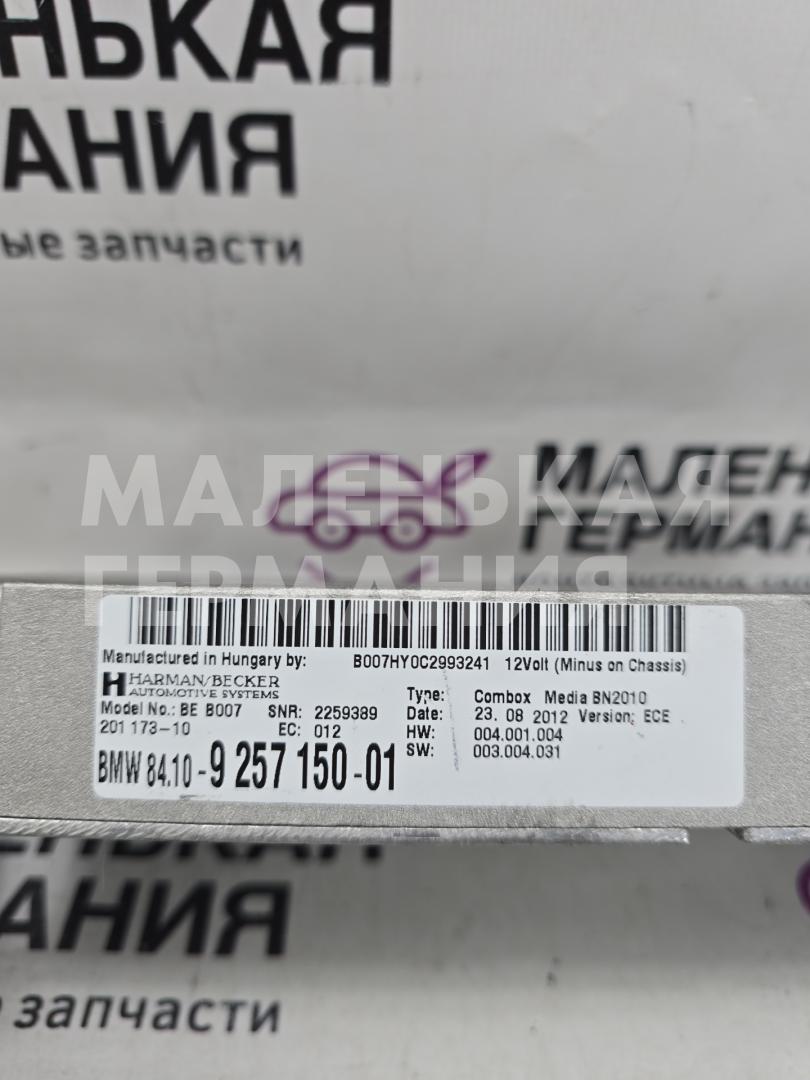 НЬКАЯ
АНИЯ
ые запчасти
МАЛЕНЬКАЯ
ГЕРМАНИЯ
МАЛЕН
ГЕРМАН
Manufactured in Hungary by: B007HY0C2993241 12Volt (Minus on Chassis)
HARMAN/BECKER
AUTOMOTIVE SYSTEMS
Model No.: BE B007 SNR: 2259389
201 173-10 EC: 012
BMW 84.10-9 257 150-01
Type: Combox Media BN2010
Date: 23. 08 2012 Version: ECE
HW: 004.001.004
SW: 003.004.031
АНИЯ
запчасти